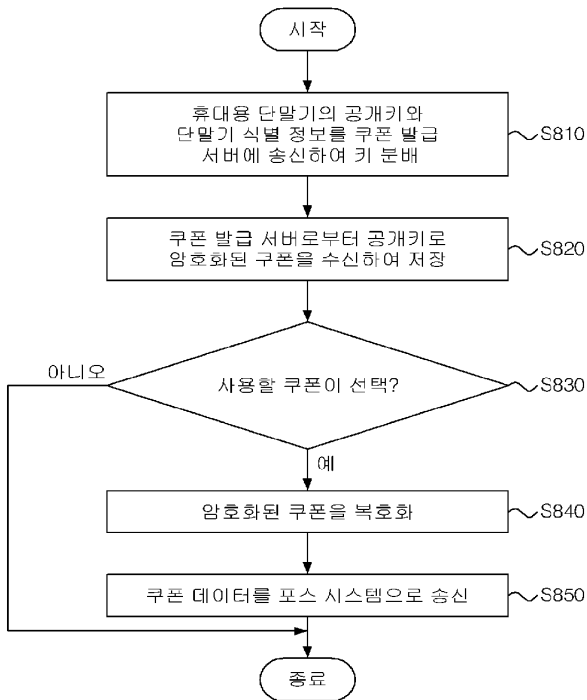 시작
휴대용 단말기의 공개키와
단말기 식별 정보를 쿠폰 발급
서버에 송신하여 키 분배
S810
쿠폰 발급 서버로부터 공개키로
암호화된 쿠폰을 수신하여 저장
S820
아니오
사용할 쿠폰이 선택?
S830
예
암호화된 쿠폰을 복호화
S840
쿠폰 데이터를 포스 시스템으로 송신
S850
종료